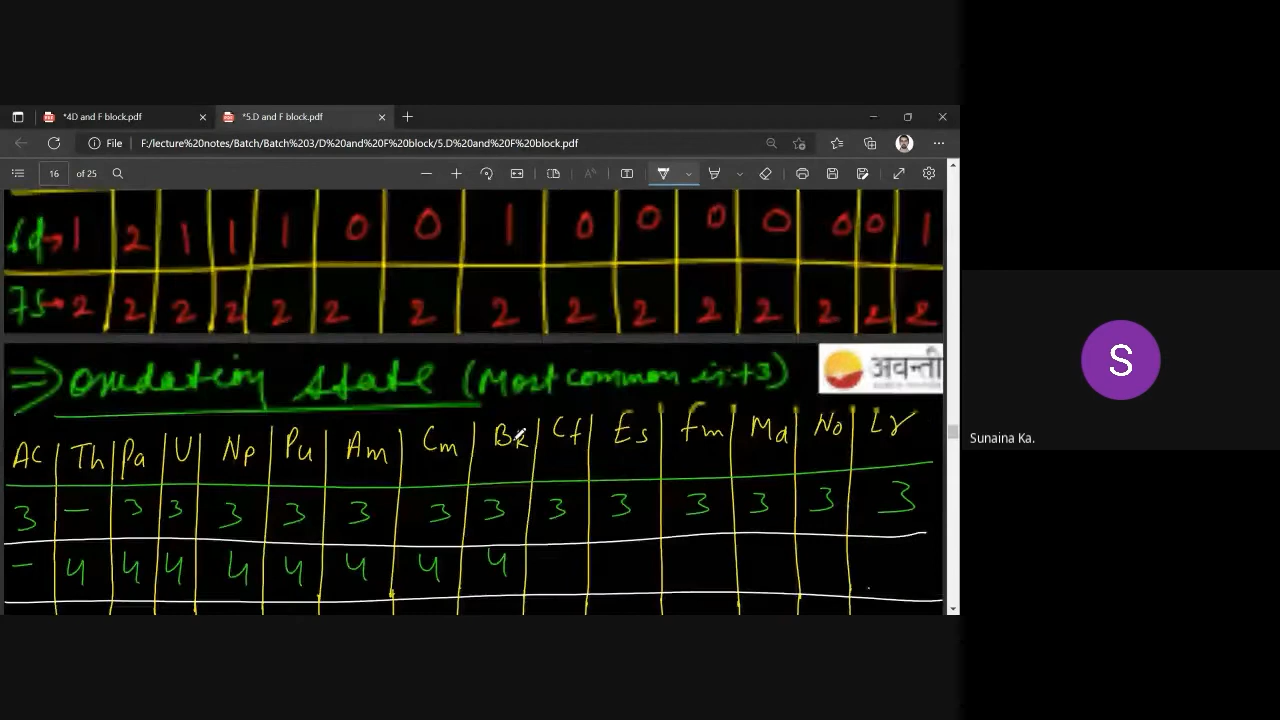 *4D and F block.pdf
*5.D and F block.pdf
File F:/lecture%20notes/Batch/Batch%203/D%20and%20F%20block/5.D%20and%20F%20block.pdf
16 of 25
6d→ 1 2 1 1 1 0 0 1 0 0 0 0 0 0 1
7s→ 2 2 2 2 2 2 2 2 2 2 2 2 2 2 2
⇒ Oxidation state (Most common is +3)
अवन्ती
Ac Th Pa U Np Pu Am Cm Bk Cf Es Fm Md No Lr
3 – 3 3 3 3 3 3 3 3 3 3 3 3 3
– 4 4 4 4 4 4 4 4
S
Sunaina Ka.